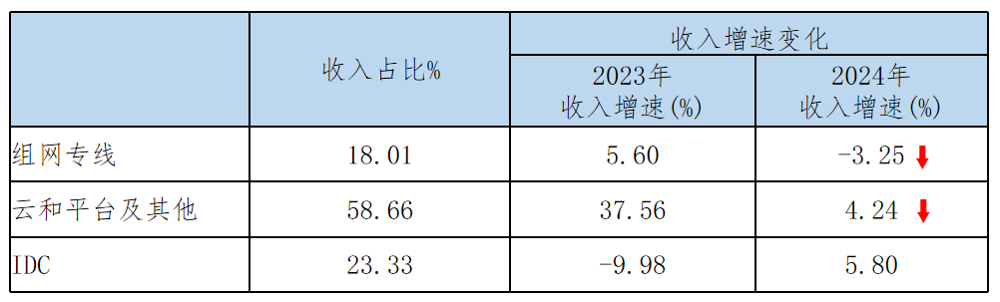 收入占比%
收入增速变化
2023年
收入增速(%)
2024年
收入增速(%)
组网专线 18.01 5.60 -3.25
云和平台及其他 58.66 37.56 4.24
IDC 23.33 -9.98 5.80